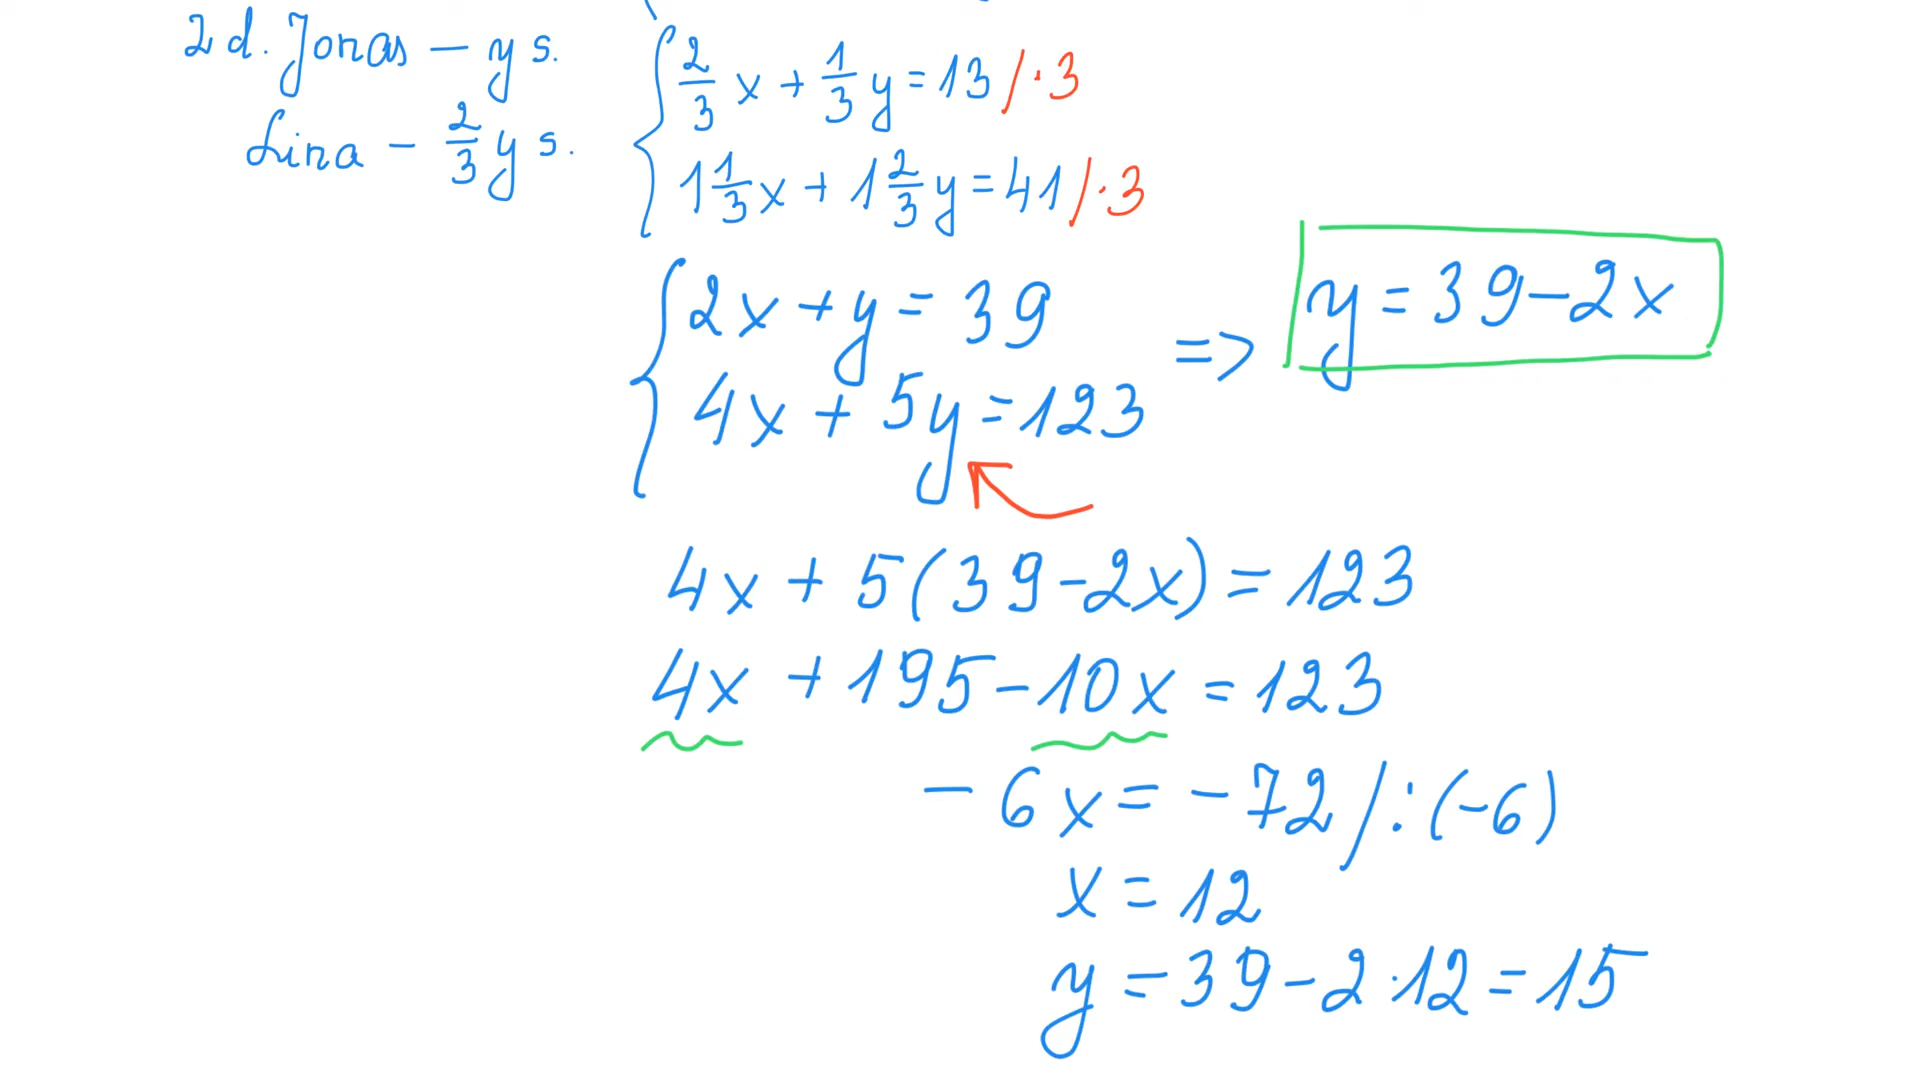 2 d. Jonas – y s.
Lina – 2/3 y s.
2/3 x + 1/3 y = 13 / · 3
1 1/3 x + 1 2/3 y = 41 / · 3
2x + y = 39
4x + 5y = 123
=> y = 39 – 2x
4x + 5(39 - 2x) = 123
4x + 195 - 10x = 123
- 6x = - 72 / : (-6)
x = 12
y = 39 - 2 · 12 = 15